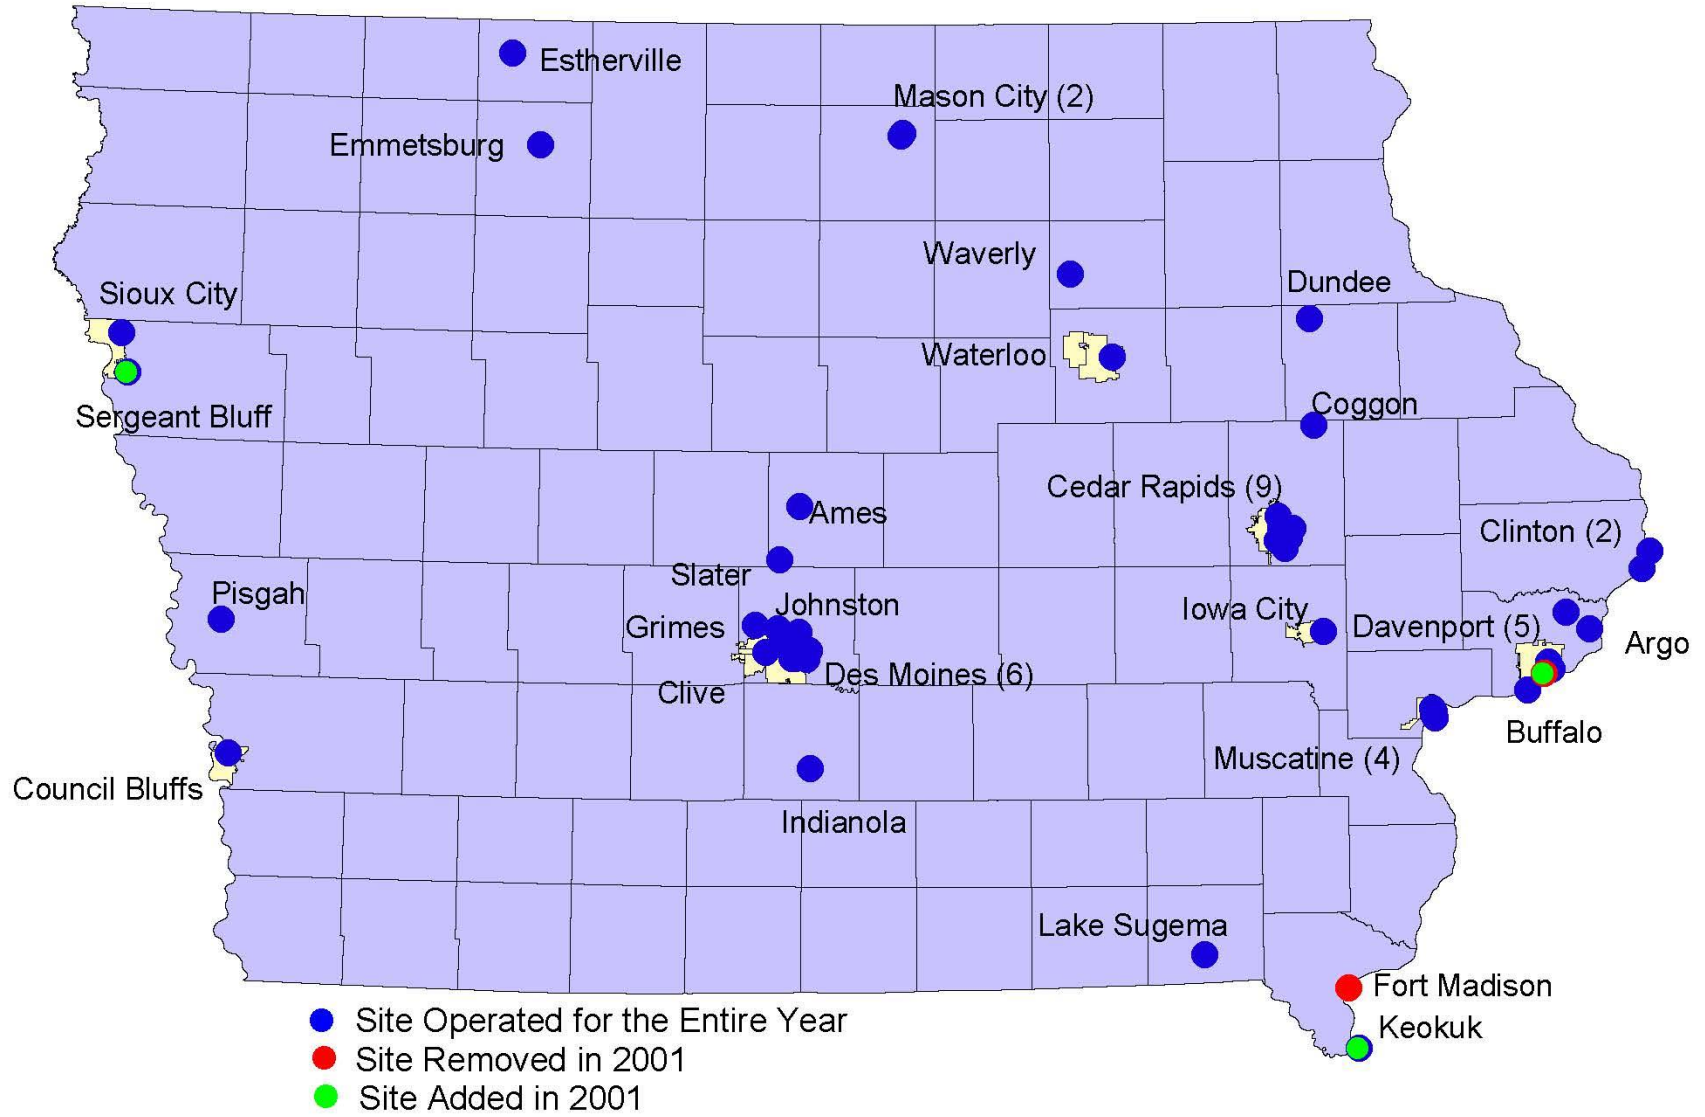 Estherville
Mason City (2)
Emmetsburg
Waverly
Dundee
Sioux City
Waterloo
Sergeant Bluff
Coggon
Cedar Rapids (9)
Ames
Clinton (2)
Slater
Pisgah
Johnston
Iowa City
Grimes
Davenport (5)
Argo
Des Moines (6)
Clive
Buffalo
Muscatine (4)
Council Bluffs
Indianola
Lake Sugema
Fort Madison
Keokuk
Site Operated for the Entire Year
Site Removed in 2001
Site Added in 2001